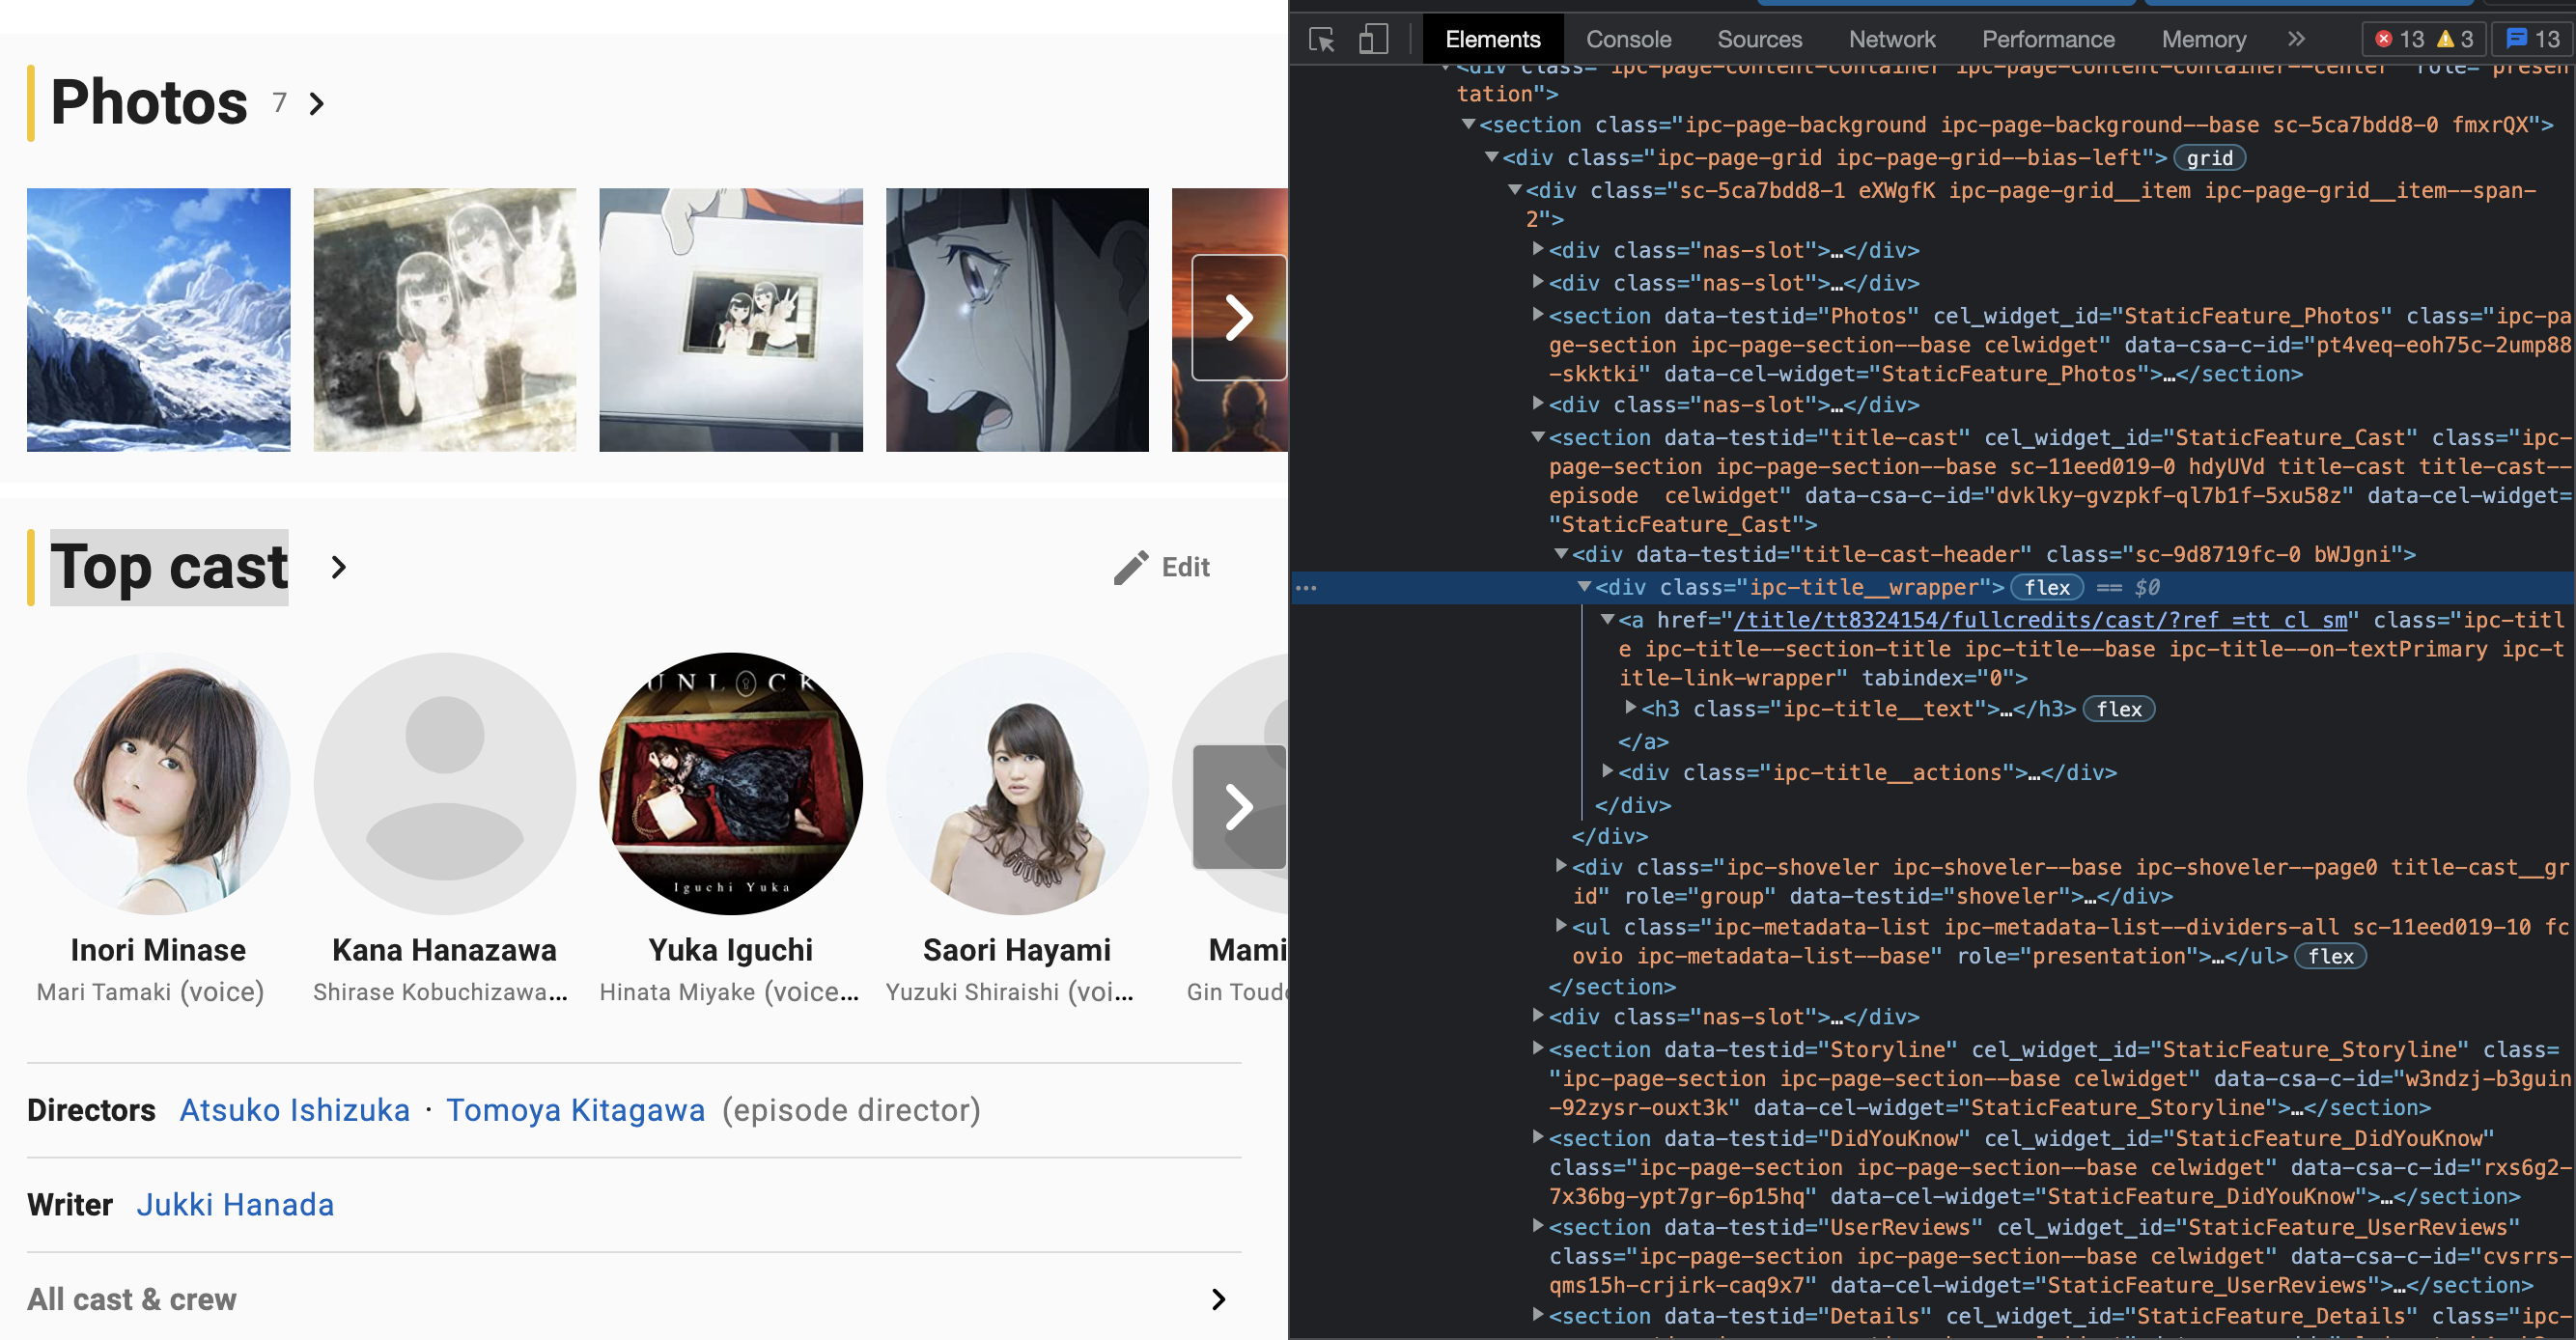 Photos 7
Top cast
Edit
UNLOCK
Iguchi Yuka
Inori Minase
Mari Tamaki (voice)
Kana Hanazawa
Shirase Kobuchizawa...
Yuka Iguchi
Hinata Miyake (voice...
Saori Hayami
Yuzuki Shiraishi (voi...
Mami
Gin Toud
Directors Atsuko Ishizuka · Tomoya Kitagawa (episode director)
Writer Jukki Hanada
All cast & crew
Elements Console Sources Network Performance Memory » 13 3 13
<div class="ipc-page-content-container ipc-page-content-container--center" role="presen
tation">
<section class="ipc-page-background ipc-page-background--base sc-5ca7bdd8-0 fmxrQX">
<div class="ipc-page-grid ipc-page-grid--bias-left"> grid
<div class="sc-5ca7bdd8-1 eXWgfK ipc-page-grid__item ipc-page-grid__item--span-
2">
<div class="nas-slot">…</div>
<div class="nas-slot">…</div>
<section data-testid="Photos" cel_widget_id="StaticFeature_Photos" class="ipc-pa
ge-section ipc-page-section--base celwidget" data-csa-c-id="pt4veq-eoh75c-2ump88
-skktki" data-cel-widget="StaticFeature_Photos">…</section>
<div class="nas-slot">…</div>
<section data-testid="title-cast" cel_widget_id="StaticFeature_Cast" class="ipc-
page-section ipc-page-section--base sc-11eed019-0 hdyUVd title-cast title-cast--
episode  celwidget" data-csa-c-id="dvklky-gvzpkf-ql7b1f-5xu58z" data-cel-widget=
"StaticFeature_Cast">
<div data-testid="title-cast-header" class="sc-9d8719fc-0 bWJgni">
… <div class="ipc-title__wrapper"> flex == $0
<a href="/title/tt8324154/fullcredits/cast/?ref_=tt_cl_sm" class="ipc-titl
e ipc-title--section-title ipc-title--base ipc-title--on-textPrimary ipc-t
itle-link-wrapper" tabindex="0">
<h3 class="ipc-title__text">…</h3> flex
</a>
<div class="ipc-title__actions">…</div>
</div>
</div>
<div class="ipc-shoveler ipc-shoveler--base ipc-shoveler--page0 title-cast__gr
id" role="group" data-testid="shoveler">…</div>
<ul class="ipc-metadata-list ipc-metadata-list--dividers-all sc-11eed019-10 fc
ovio ipc-metadata-list--base" role="presentation">…</ul> flex
</section>
<div class="nas-slot">…</div>
<section data-testid="Storyline" cel_widget_id="StaticFeature_Storyline" class=
"ipc-page-section ipc-page-section--base celwidget" data-csa-c-id="w3ndzj-b3guin
-92zysr-ouxt3k" data-cel-widget="StaticFeature_Storyline">…</section>
<section data-testid="DidYouKnow" cel_widget_id="StaticFeature_DidYouKnow"
class="ipc-page-section ipc-page-section--base celwidget" data-csa-c-id="rxs6g2-
7x36bg-ypt7gr-6p15hq" data-cel-widget="StaticFeature_DidYouKnow">…</section>
<section data-testid="UserReviews" cel_widget_id="StaticFeature_UserReviews"
class="ipc-page-section ipc-page-section--base celwidget" data-csa-c-id="cvsrrs-
qms15h-crjirk-caq9x7" data-cel-widget="StaticFeature_UserReviews">…</section>
<section data-testid="Details" cel_widget_id="StaticFeature_Details" class="ipc-